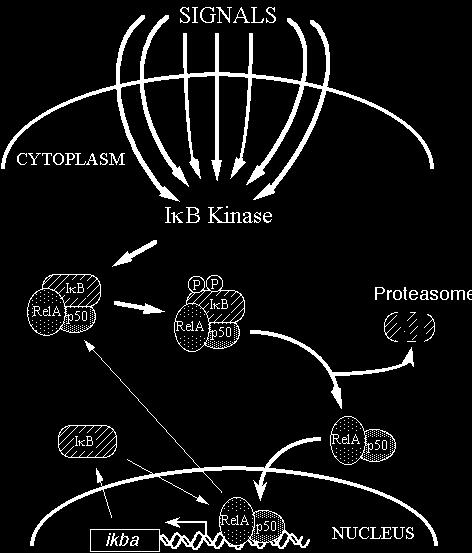 SIGNALS
CYTOPLASM
IκB Kinase
IκB
RelA p50
P P
IκB
RelA p50
Proteasome
RelA p50
IκB
RelA p50
ikba
NUCLEUS